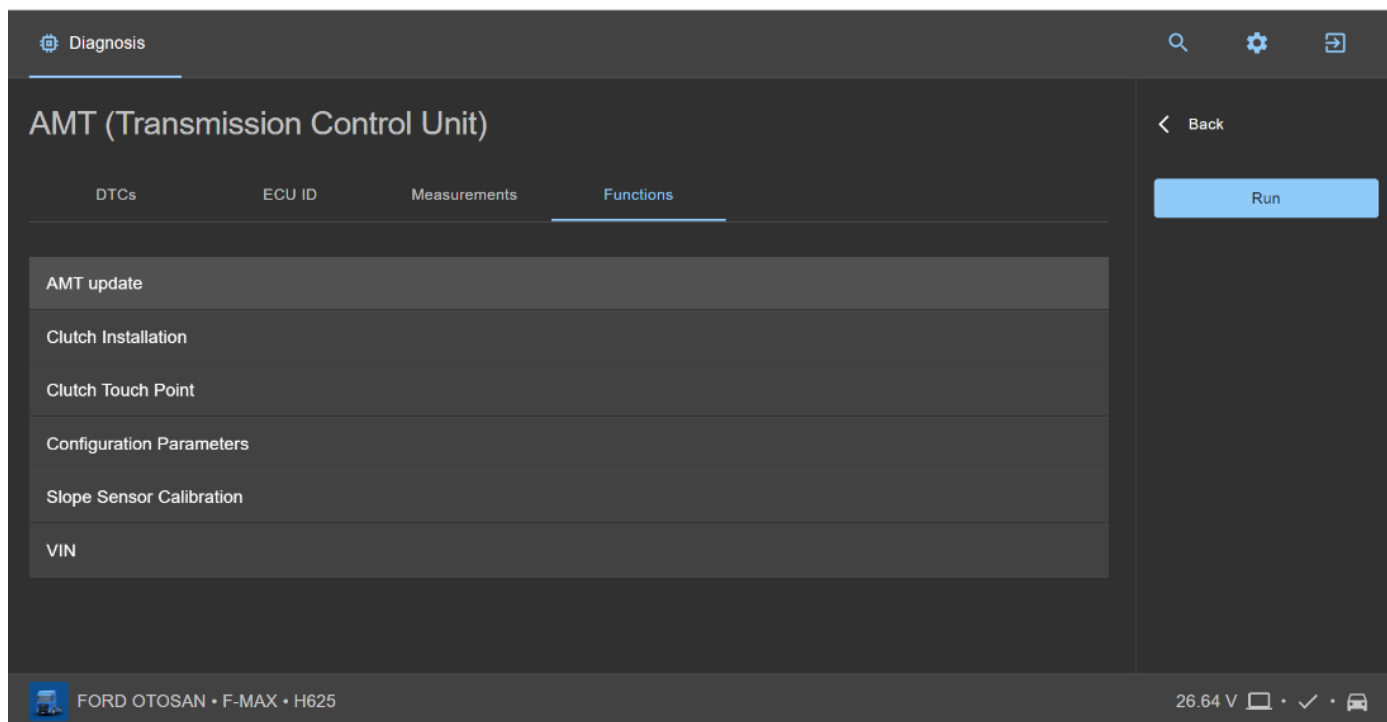 Diagnosis
AMT (Transmission Control Unit)
Back
DTCs ECU ID Measurements Functions
Run
AMT update
Clutch Installation
Clutch Touch Point
Configuration Parameters
Slope Sensor Calibration
VIN
FORD OTOSAN • F-MAX • H625
26.64 V